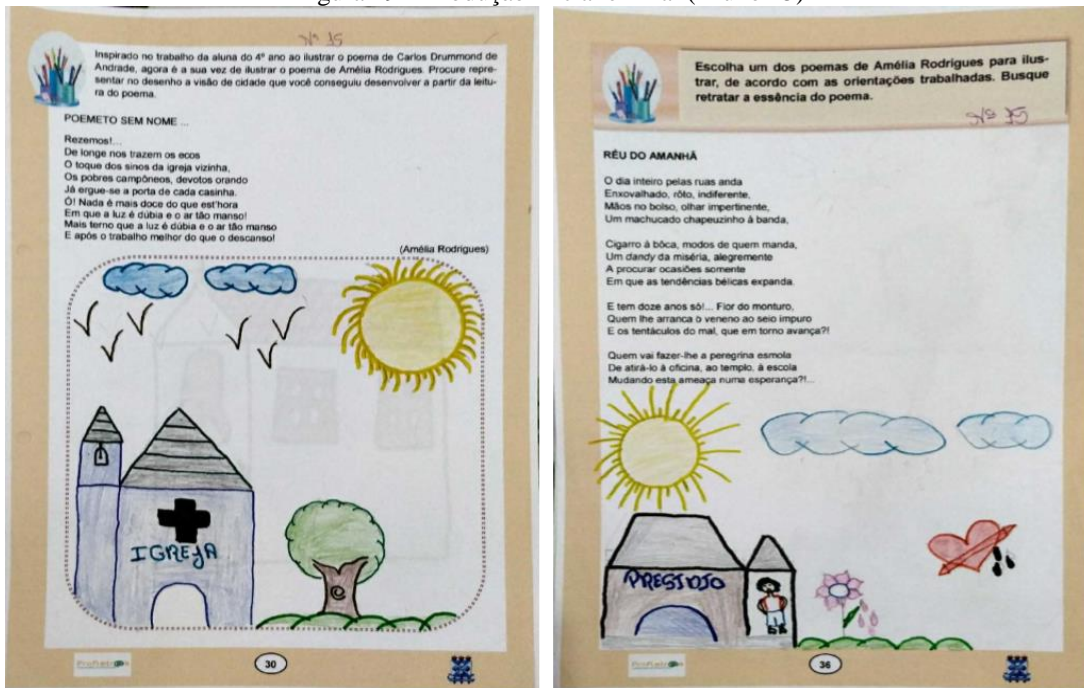 Nº 15
Inspirado no trabalho da aluna do 4º ano ao ilustrar o poema de Carlos Drummond de
Andrade, agora é a sua vez de ilustrar o poema de Amélia Rodrigues. Procure repre-
sentar no desenho a visão de cidade que você conseguiu desenvolver a partir da leitu-
ra do poema.
POEMETO SEM NOME ...
Rezemos!...
De longe nos trazem os ecos
O toque dos sinos da igreja vizinha,
Os pobres campôneos, devotos orando
Já ergue-se a porta de cada casinha.
Ó! Nada é mais doce do que est'hora
Em que a luz é dúbia e o ar tão manso!
Mais terno que a luz é dúbia e o ar tão manso
E após o trabalho melhor do que o descanso!
(Amélia Rodrigues)
IGREJA
30
Escolha um dos poemas de Amélia Rodrigues para ilus-
trar, de acordo com as orientações trabalhadas. Busque
retratar a essência do poema.
Nº 15
RÉU DO AMANHÃ
O dia inteiro pelas ruas anda
Enxovalhado, rôto, indiferente,
Mãos no bolso, olhar impertinente,
Um machucado chapeuzinho à banda,
Cigarro à bôca, modos de quem manda,
Um dandy da miséria, alegremente
A procurar ocasiões somente
Em que as tendências bélicas expanda.
E tem doze anos só!... Flor do monturo,
Quem lhe arranca o veneno ao seio impuro
E os tentáculos do mal, que em torno avança?!
Quem vai fazer-lhe a peregrina esmola
De atirá-lo à oficina, ao templo, à escola
Mudando esta ameaça numa esperança?!...
PREGIDIO
36